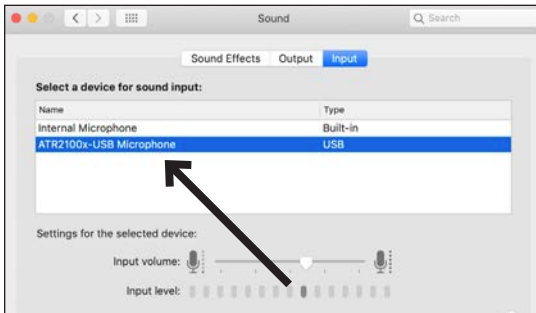 Sound
Search
Sound Effects Output Input
Select a device for sound input:
Name Type
Internal Microphone Built-in
ATR2100x-USB Microphone USB
Settings for the selected device:
Input volume:
Input level: